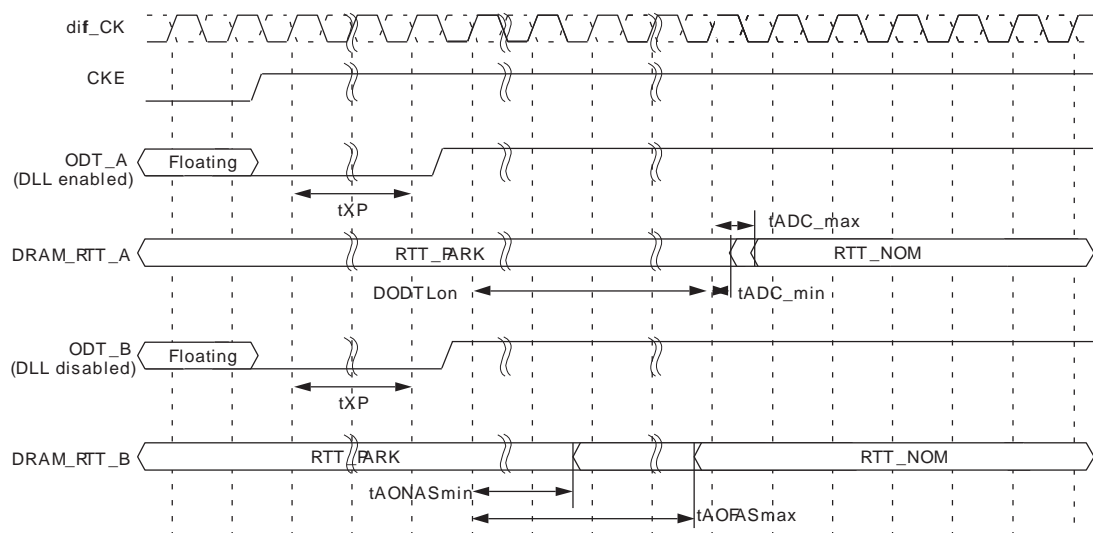 dif_CK
CKE
ODT_A
(DLL enabled)
Floating
tXP
tADC_max
DRAM_RTT_A
RTT_PARK
RTT_NOM
DODTLon
tADC_min
ODT_B
(DLL disabled)
Floating
tXP
DRAM_RTT_B
RTT_PARK
RTT_NOM
tAONASmin
tAOFASmax